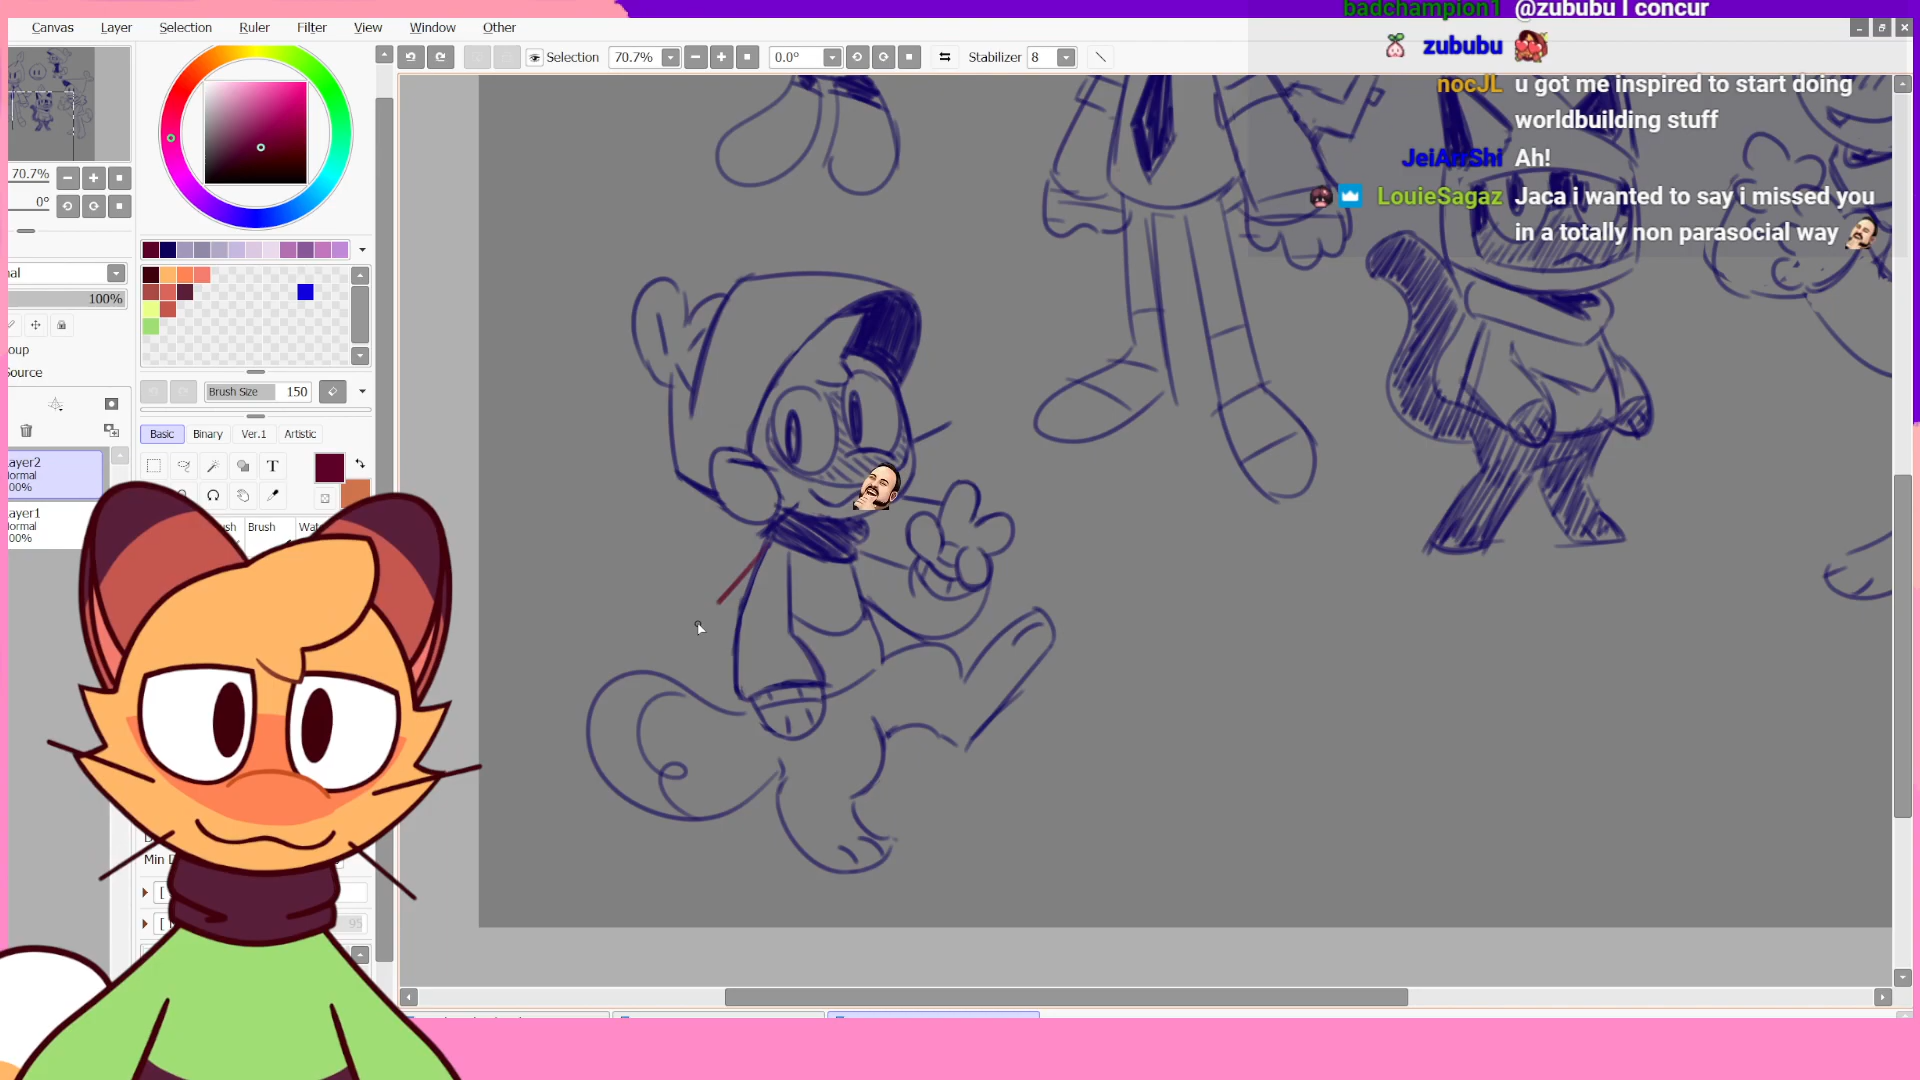 badchampion1 @zububu I concur
zububu
nocJL u got me inspired to start doing
worldbuilding stuff
JeiArrShi Ah!
LouieSagaz Jaca i wanted to say i missed you
in a totally non parasocial way
Canvas Layer Selection Ruler Filter View Window Other
Selection 70.7% 0.0° Stabilizer 8
70.7%
0°
100%
Brush Size 150
Basic Binary Ver.1 Artistic
T
Brush
Min
95